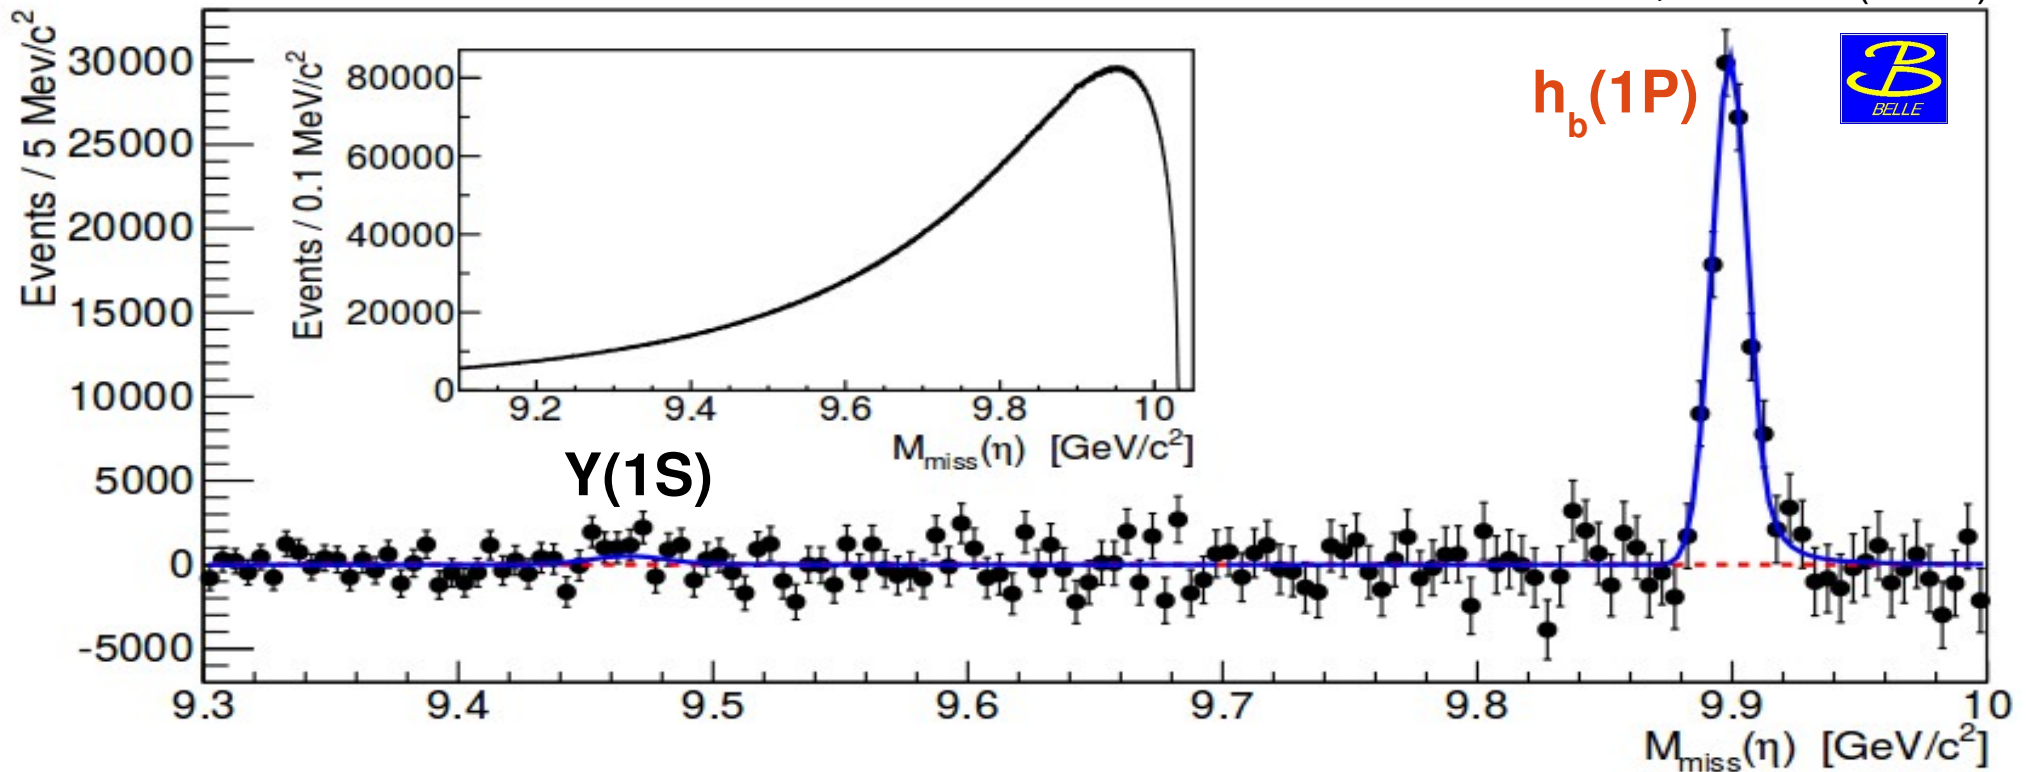 Events / 5 Mev/c²
30000
25000
20000
15000
10000
5000
0
-5000
Events / 0.1 MeV/c²
80000
60000
40000
20000
0
9.2 9.4 9.6 9.8 10
M_miss(η) [GeV/c²]
Y(1S)
h_b(1P)
BELLE
9.3 9.4 9.5 9.6 9.7 9.8 9.9 10
M_miss(η) [GeV/c²]